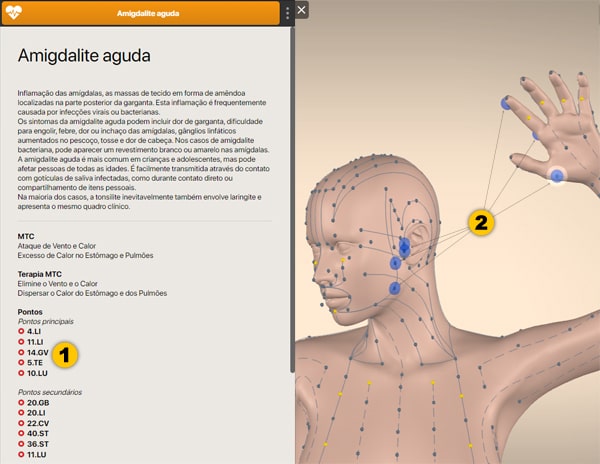 Amigdalite aguda
Amigdalite aguda
Inflamação das amígdalas, as massas de tecido em forma de amêndoa
localizadas na parte posterior da garganta. Esta inflamação é frequentemente
causada por infecções virais ou bacterianas.
Os sintomas da amigdalite aguda podem incluir dor de garganta, dificuldade
para engolir, febre, dor ou inchaço das amígdalas, gânglios linfáticos
aumentados no pescoço, tosse e dor de cabeça. Nos casos de amigdalite
bacteriana, pode aparecer um revestimento branco ou amarelo nas amígdalas.
A amigdalite aguda é mais comum em crianças e adolescentes, mas pode
afetar pessoas de todas as idades. É facilmente transmitida através do contato
com gotículas de saliva infectadas, como durante contato direto ou
compartilhamento de itens pessoais.
Na maioria dos casos, a tonsilite inevitavelmente também envolve laringite e
apresenta o mesmo quadro clínico.
MTC
Ataque de Vento e Calor
Excesso de Calor no Estômago e Pulmões
Terapia MTC
Elimine o Vento e o Calor
Dispersar o Calor do Estômago e dos Pulmões
Pontos
Pontos principais
4.LI
11.LI
14.GV
5.TE
10.LU
1
Pontos secundários
20.GB
20.LI
22.CV
40.ST
36.ST
11.LU
2